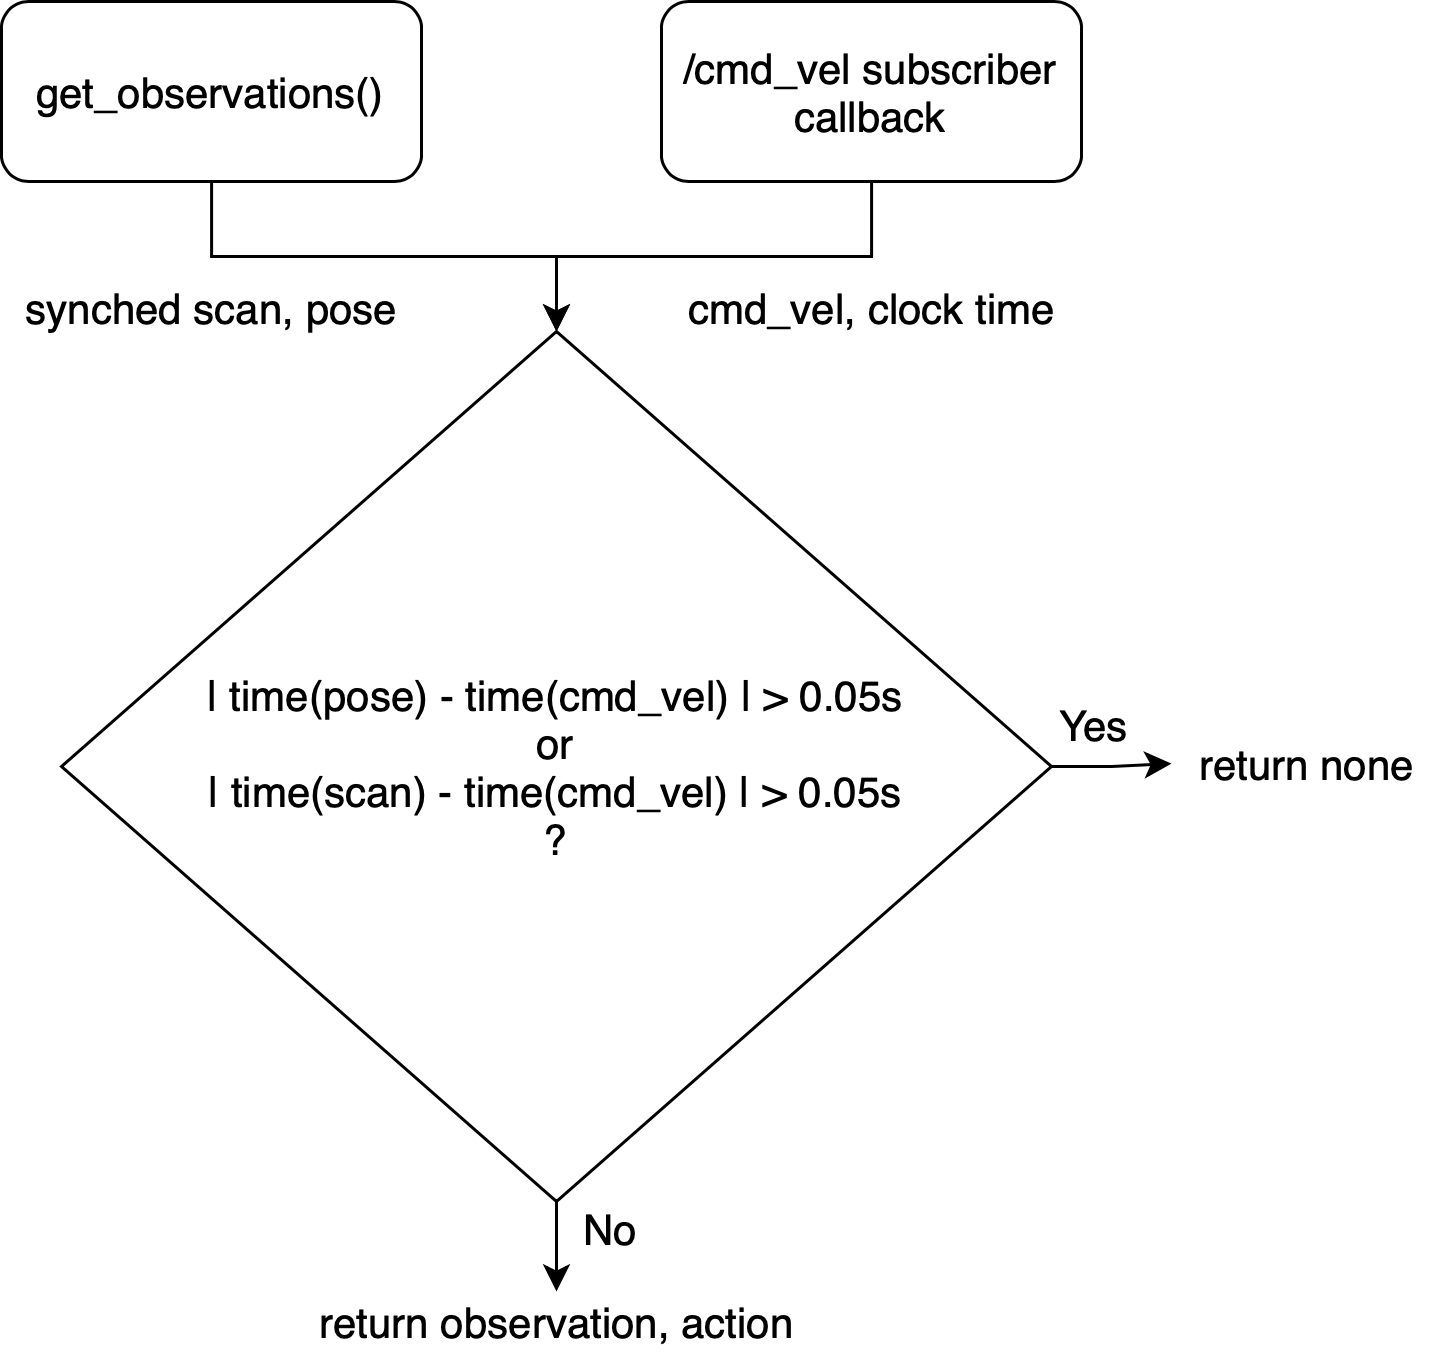 get_observations()
/cmd_vel subscriber
callback
synched scan, pose
cmd_vel, clock time
| time(pose) - time(cmd_vel) | > 0.05s
or
| time(scan) - time(cmd_vel) | > 0.05s
?
Yes
return none
No
return observation, action